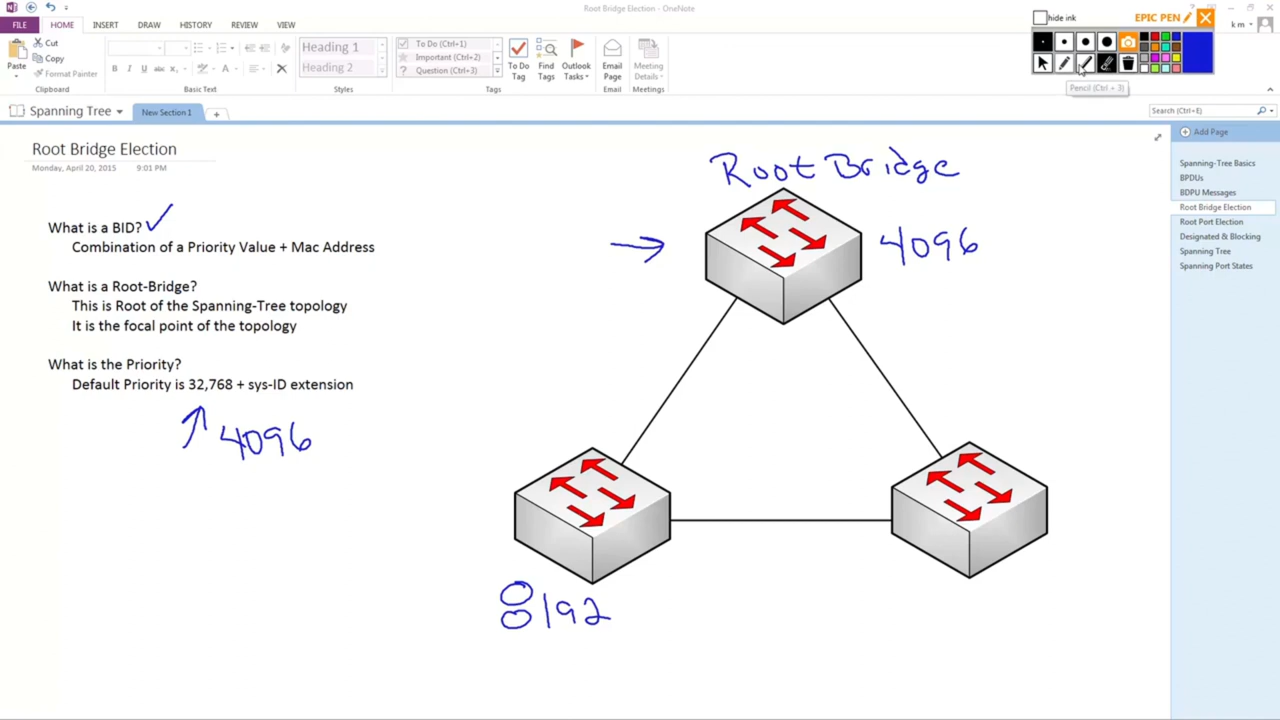 Root Bridge Election - OneNote
hide ink
EPIC PEN
FILE HOME INSERT DRAW HISTORY REVIEW VIEW
k m
Paste
Cut
Copy
Format Painter
B I U abc
Heading 1
Heading 2
To Do (Ctrl+1)
Important (Ctrl+2)
Question (Ctrl+3)
To Do Tag
Find Tags
Outlook Tasks
Email Page
Meeting Details
Clipboard Basic Text Styles Tags Email Meetings
Pencil (Ctrl + 3)
Spanning Tree
New Section 1
Search (Ctrl+E)
Add Page
Spanning-Tree Basics
BPDUs
BDPU Messages
Root Bridge Election
Root Port Election
Designated & Blocking
Spanning Tree
Spanning Port States
Root Bridge Election
Monday, April 20, 2015 9:01 PM
What is a BID?
Combination of a Priority Value + Mac Address
What is a Root-Bridge?
This is Root of the Spanning-Tree topology
It is the focal point of the topology
What is the Priority?
Default Priority is 32,768 + sys-ID extension
4096
Root Bridge
4096
8192